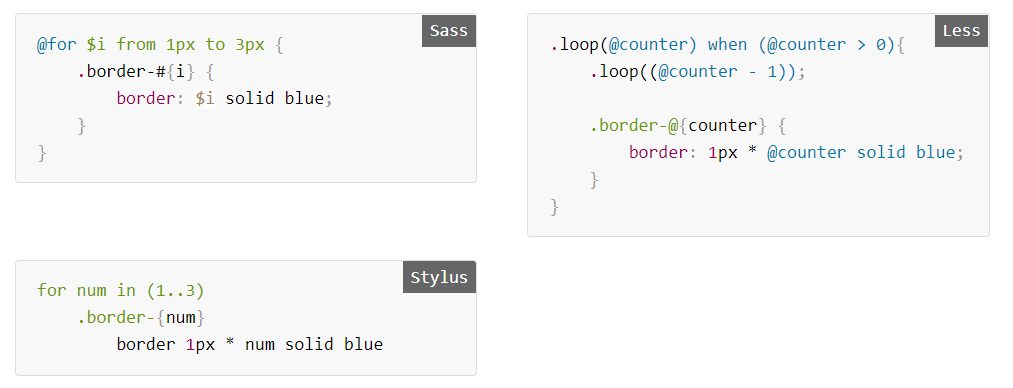 Sass
@for $i from 1px to 3px {
    .border-#{i} {
        border: $i solid blue;
    }
}
Less
.loop(@counter) when (@counter > 0){
    .loop((@counter - 1));

    .border-@{counter} {
        border: 1px * @counter solid blue;
    }
}
Stylus
for num in (1..3)
    .border-{num}
        border 1px * num solid blue